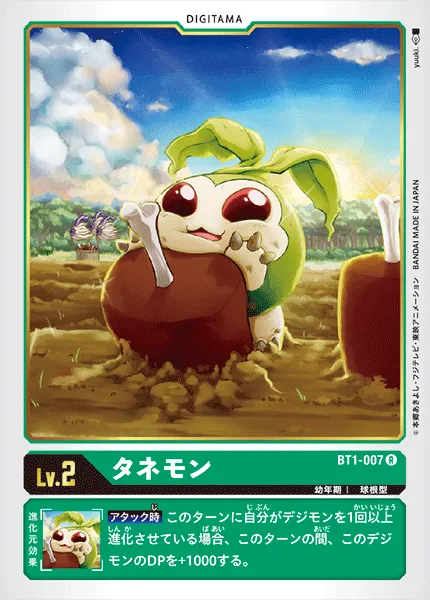 DIGITAMA
yuuki.
© 本郷あきよし・フジテレビ・東映アニメーション BANDAI MADE IN JAPAN
BT1-007 R
Lv.2 タネモン
幼年期Ⅰ 球根型
進化元効果
アタック時 このターンに自分がデジモンを1回以上
進化させている場合、このターンの間、このデジ
モンのDPを+1000する。